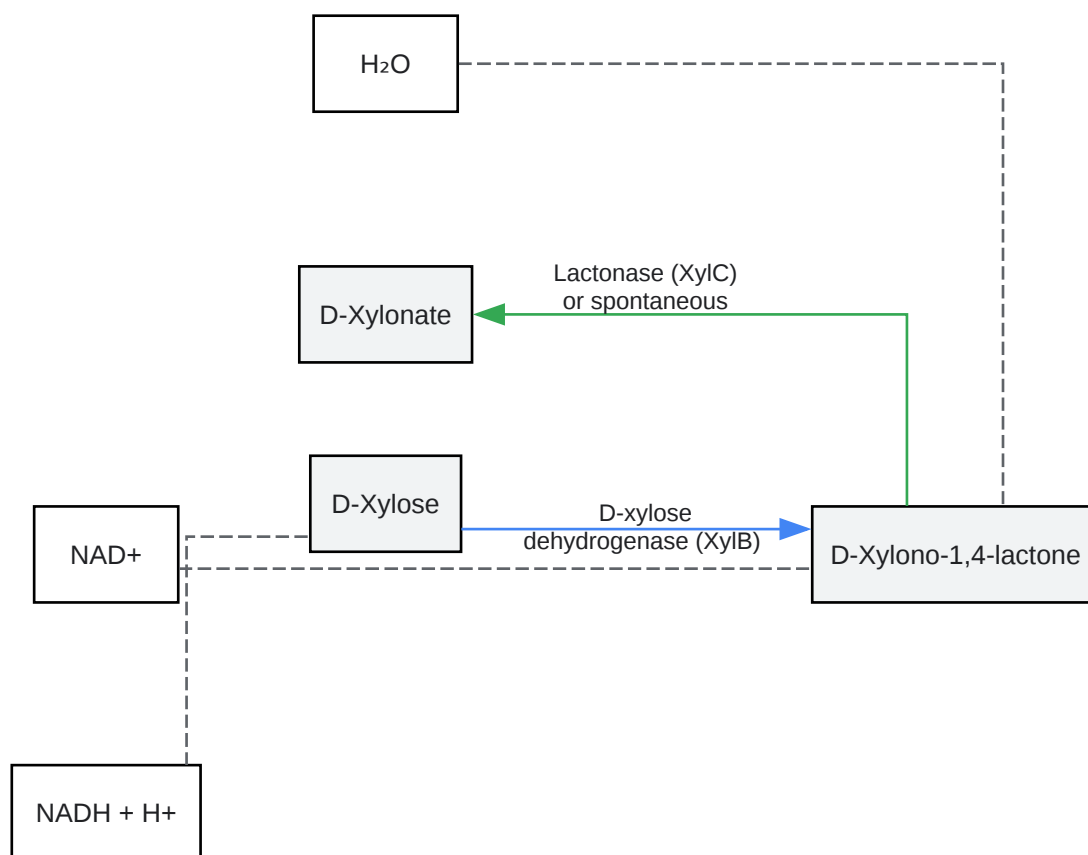 H₂O
Lactonase (XylC)
or spontaneous
D-Xylonate
D-Xylose
D-xylose
dehydrogenase (XylB)
NAD+
D-Xylono-1,4-lactone
NADH + H+